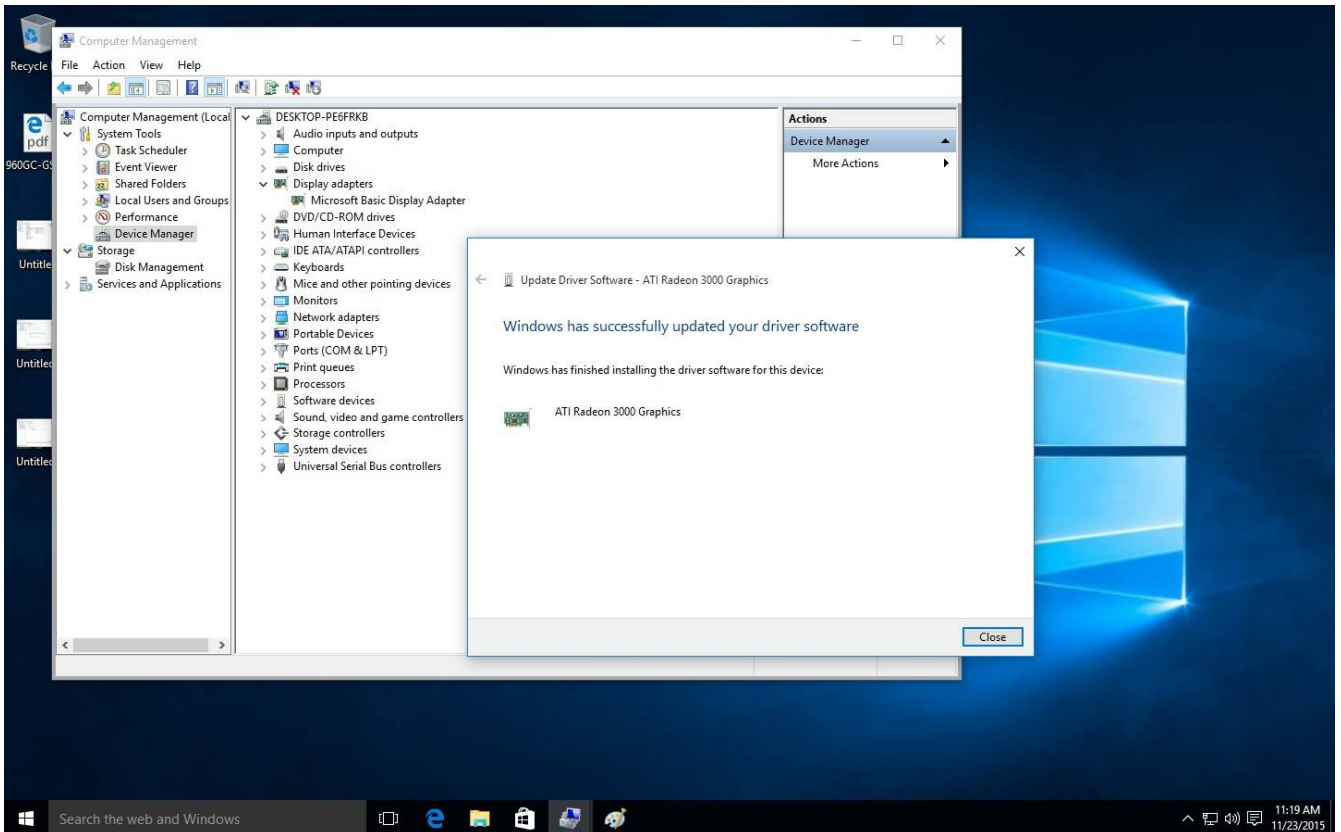 Recycle
pdf
960GC-GS
Untitle
Untitled
Untitled
Computer Management
File Action View Help
Computer Management (Local
System Tools
Task Scheduler
Event Viewer
Shared Folders
Local Users and Groups
Performance
Device Manager
Storage
Disk Management
Services and Applications
DESKTOP-PE6FRKB
Audio inputs and outputs
Computer
Disk drives
Display adapters
Microsoft Basic Display Adapter
DVD/CD-ROM drives
Human Interface Devices
IDE ATA/ATAPI controllers
Keyboards
Mice and other pointing devices
Monitors
Network adapters
Portable Devices
Ports (COM & LPT)
Print queues
Processors
Software devices
Sound, video and game controllers
Storage controllers
System devices
Universal Serial Bus controllers
Actions
Device Manager
More Actions
Update Driver Software - ATI Radeon 3000 Graphics
Windows has successfully updated your driver software
Windows has finished installing the driver software for this device:
ATI Radeon 3000 Graphics
Close
Search the web and Windows
11:19 AM
11/23/2015